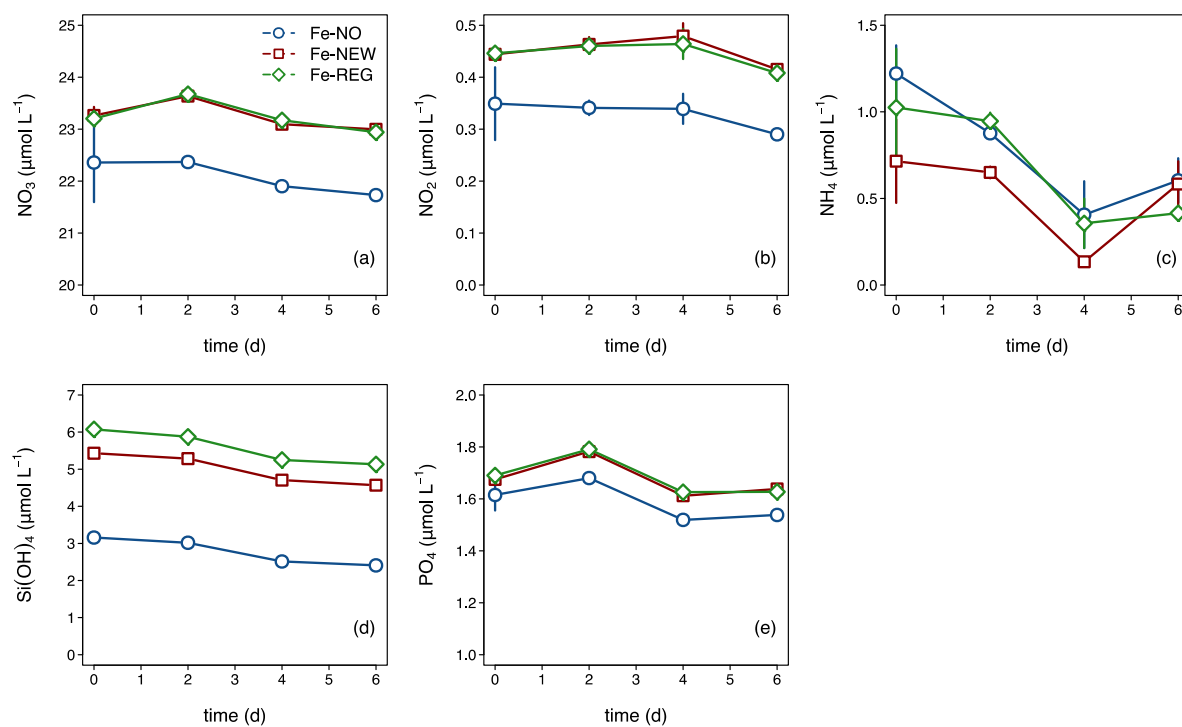 25
24
23
22
21
20
NO₃ (μmol L⁻¹)
Fe-NO
Fe-NEW
Fe-REG
(a)
0 1 2 3 4 5 6
time (d)
0.5
0.4
0.3
0.2
0.1
0.0
NO₂ (μmol L⁻¹)
(b)
0 1 2 3 4 5 6
time (d)
1.5
1.0
0.5
0.0
NH₄ (μmol L⁻¹)
(c)
0 1 2 3 4 5 6
time (d)
7
6
5
4
3
2
1
0
Si(OH)₄ (μmol L⁻¹)
(d)
0 1 2 3 4 5 6
time (d)
2.0
1.8
1.6
1.4
1.2
1.0
PO₄ (μmol L⁻¹)
(e)
0 1 2 3 4 5 6
time (d)